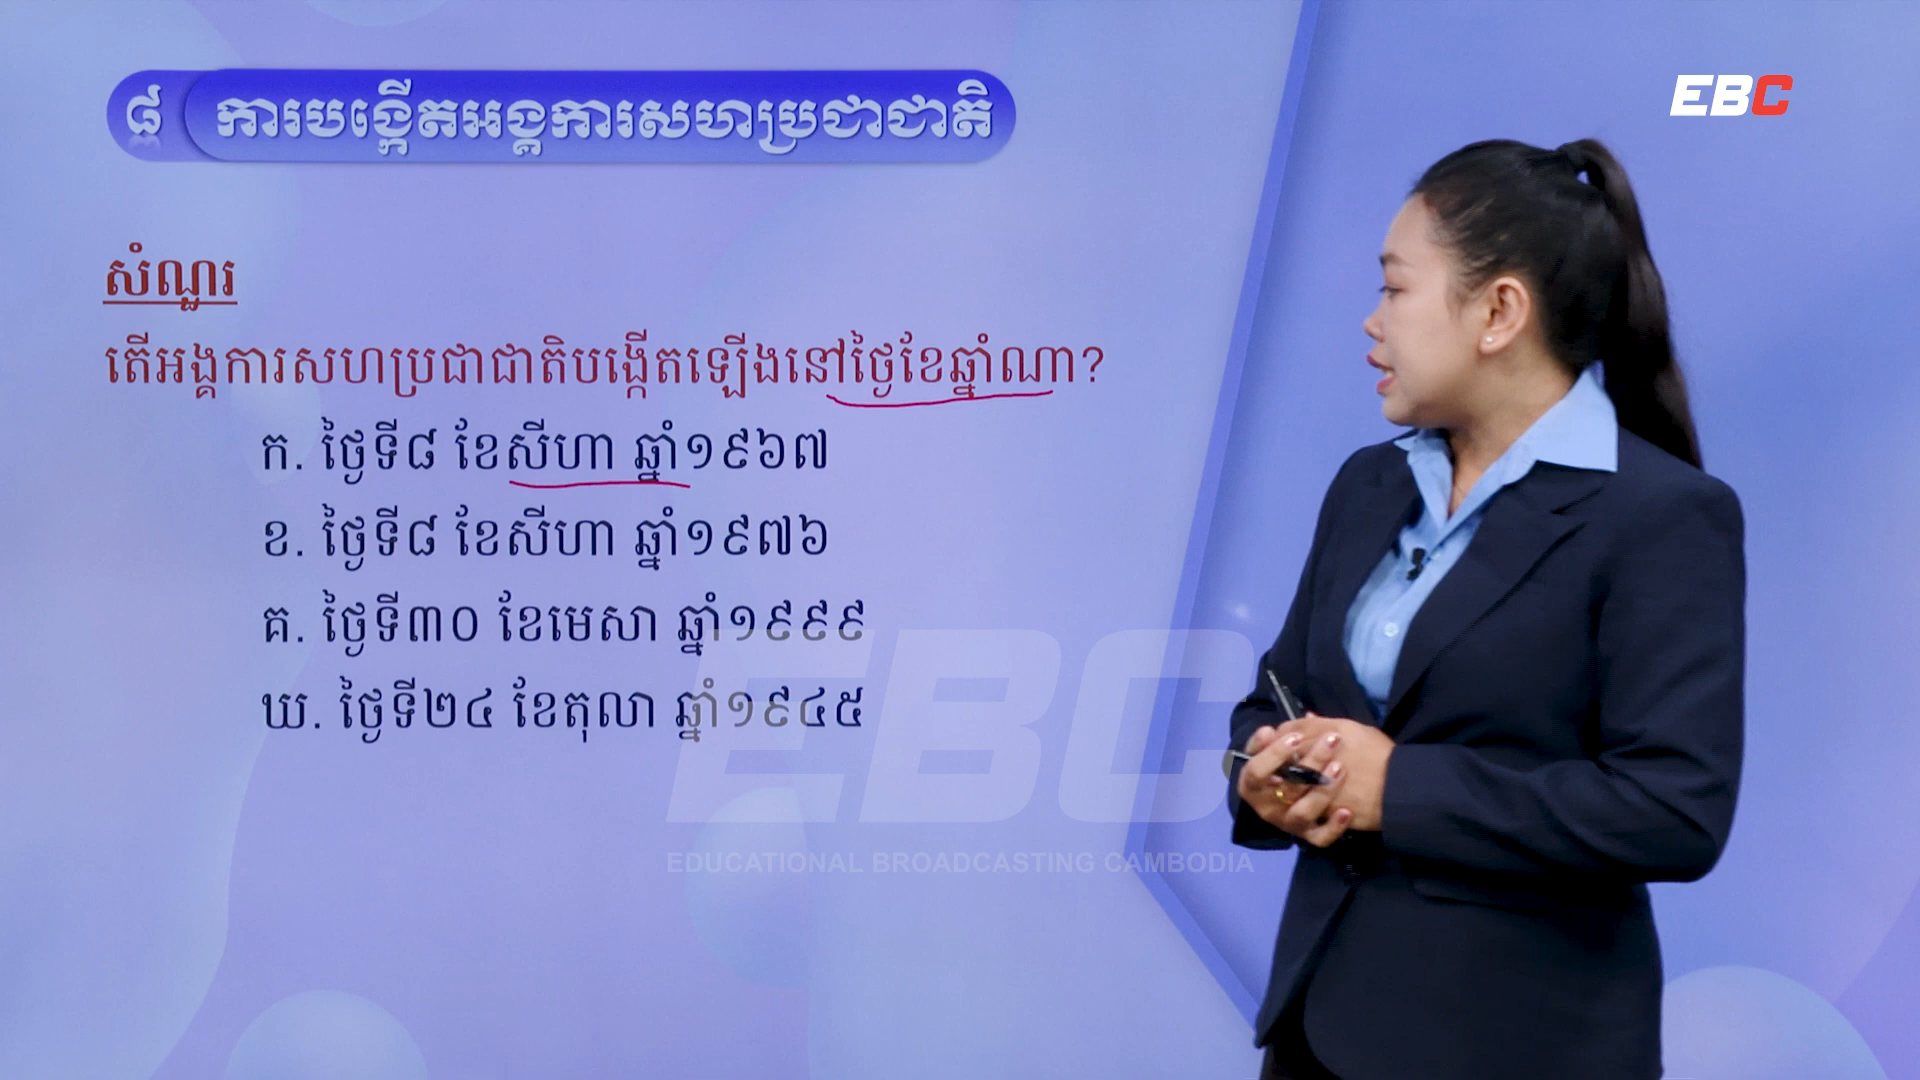 EBC
៨ ការបង្កើតអង្គការសហប្រជាជាតិ
សំណួរ
តើអង្គការសហប្រជាជាតិបង្កើតឡើងនៅថ្ងៃខែឆ្នាំណា?
ក. ថ្ងៃទី៨ ខែសីហា ឆ្នាំ១៩៦៧
ខ. ថ្ងៃទី៨ ខែសីហា ឆ្នាំ១៩៧៦
គ. ថ្ងៃទី៣០ ខែមេសា ឆ្នាំ១៩៩៩
ឃ. ថ្ងៃទី២៤ ខែតុលា ឆ្នាំ១៩៤៥
EBC
EDUCATIONAL BROADCASTING CAMBODIA